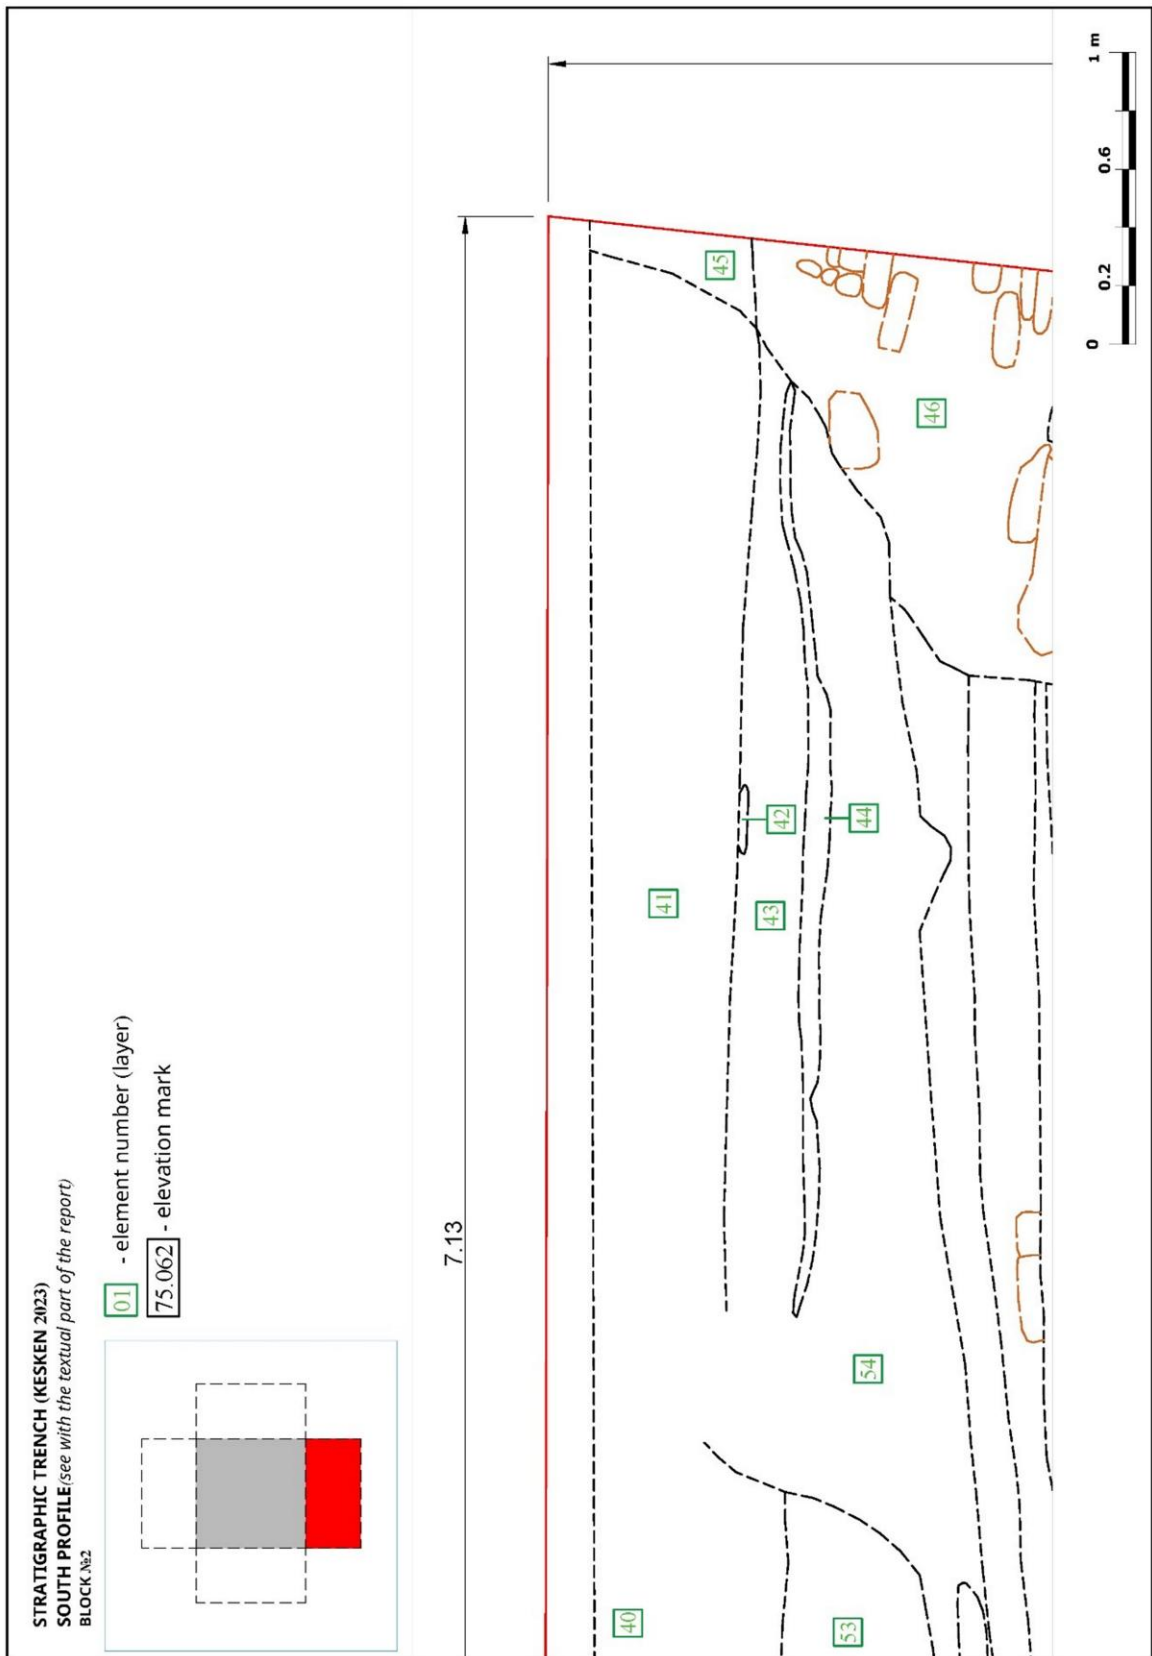 STRATIGRAPHIC TRENCH (KESKEN 2023)
SOUTH PROFILE (see with the textual part of the report)
BLOCK №2
01 - element number (layer)
75.062 - elevation mark
7.13
40
41
42
43
44
45
46
53
54
0 0.2 0.6 1 m